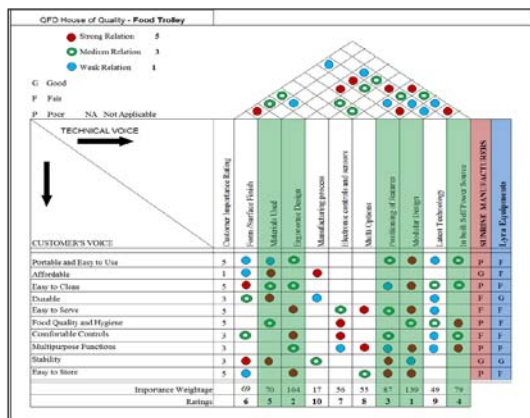 QFD House of Quality - Food Trolley
Strong Relation 5
Medium Relation 3
Weak Relation 1
G Good
F Fair
P Poor NA Not Applicable
TECHNICAL VOICE
CUSTOMER'S VOICE
Customer Importance Rating
Form /Surface Finish
Materials Used
Ergonomic Design
Manufacturing process
Electronic controls and sensors
Multi Options
Positioning of features
Modular Design
Latest Technology
In built Ad/Power Source
SUNRISE MANUFACTURERS
Lyra Equipments
Portable and Easy to Use 5 P F
Affordable 1 G F
Easy to Clean 5 P F
Durable 3 F G
Easy to Serve 5 F F
Food Quality and Hygiene 5 P F
Comfortable Controls 3 F F
Multipurpose Functions 3 P F
Stability 3 G G
Easy to Store 5 P F
Importance Weightage 69 70 104 17 56 55 87 139 49 79
Ratings 6 5 2 10 7 8 3 1 9 4